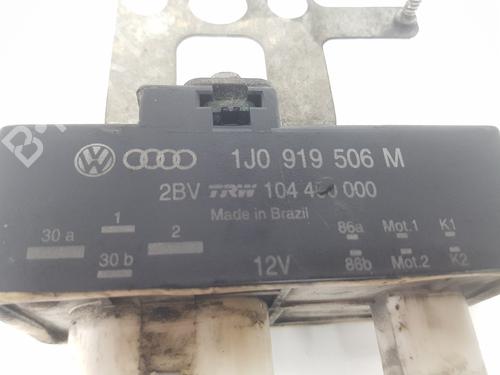 1J0 919 506 M
2BV TRW 104 000
Made in Brazil
30 a 1 2 86a Mot.1 K1
30 b 12V 86b Mot.2 K2